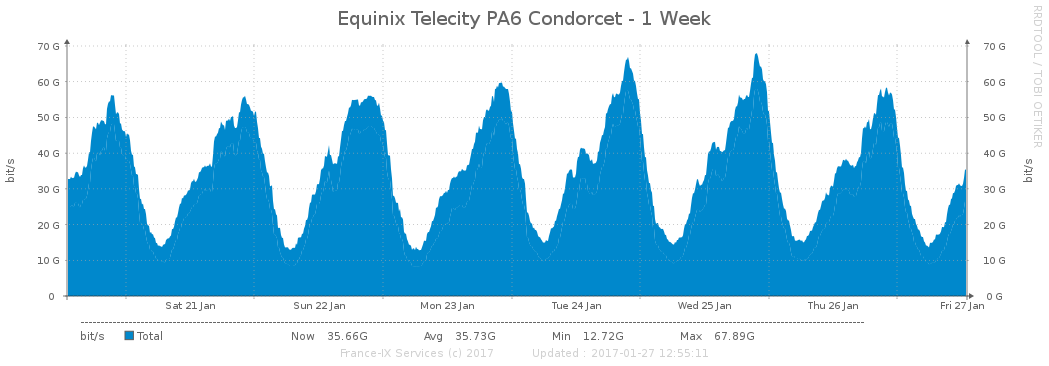 Equinix Telecity PA6 Condorcet - 1 Week
RRDTOOL / TOBI OETIKER
bit/s
70 G
60 G
50 G
40 G
30 G
20 G
10 G
0
70 G
60 G
50 G
40 G
30 G
20 G
10 G
0 G
bit/s
Sat 21 Jan Sun 22 Jan Mon 23 Jan Tue 24 Jan Wed 25 Jan Thu 26 Jan Fri 27 Jan
bit/s Total Now 35.66G Avg 35.73G Min 12.72G Max 67.89G
France-IX Services (c) 2017 Updated : 2017-01-27 12:55:11